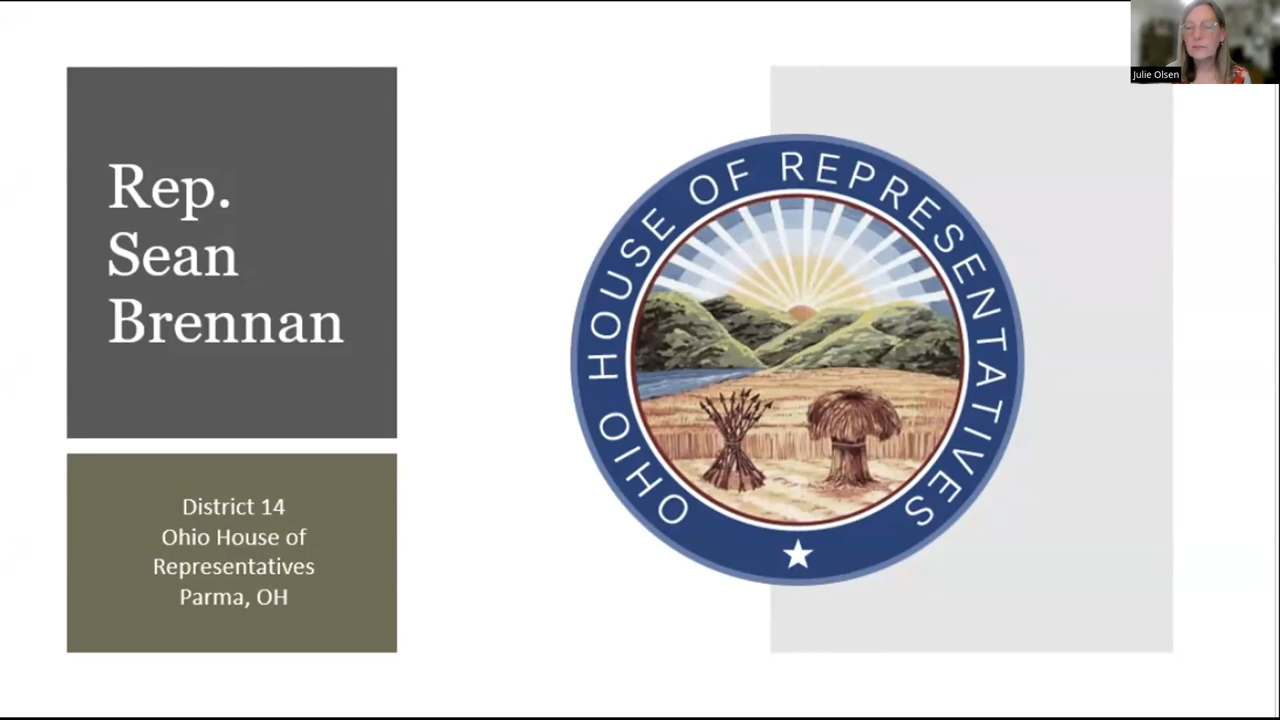 Julie Olsen
Rep.
Sean
Brennan
OHIO HOUSE OF REPRESENTATIVES
District 14
Ohio House of
Representatives
Parma, OH